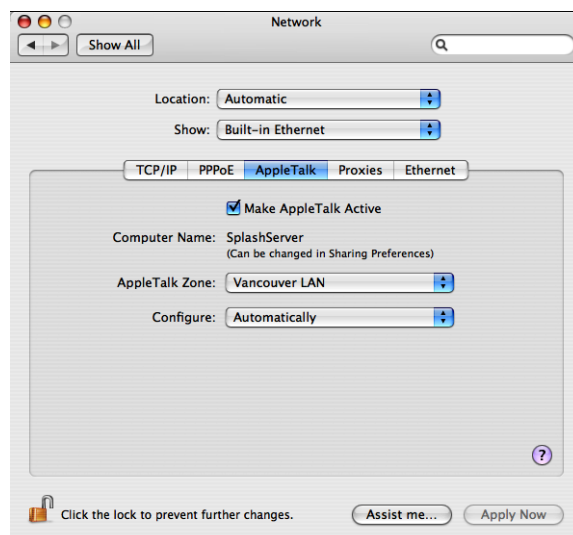 Network
Show All
Location: Automatic
Show: Built-in Ethernet
TCP/IP PPPoE AppleTalk Proxies Ethernet
Make AppleTalk Active
Computer Name: SplashServer
(Can be changed in Sharing Preferences)
AppleTalk Zone: Vancouver LAN
Configure: Automatically
?
Click the lock to prevent further changes. Assist me... Apply Now